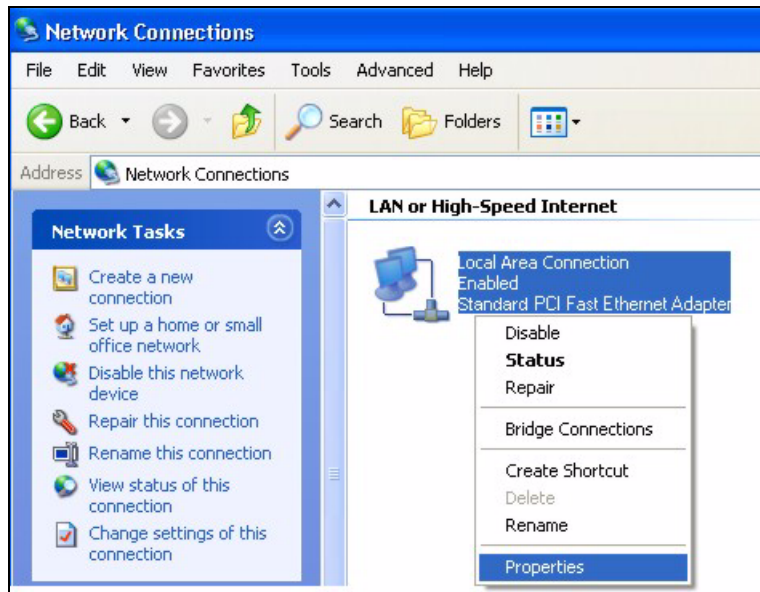 Network Connections
File Edit View Favorites Tools Advanced Help
Back Search Folders
Address Network Connections
Network Tasks
Create a new
connection
Set up a home or small
office network
Disable this network
device
Repair this connection
Rename this connection
View status of this
connection
Change settings of this
connection
LAN or High-Speed Internet
Local Area Connection
Enabled
Standard PCI Fast Ethernet Adapter
Disable
Status
Repair
Bridge Connections
Create Shortcut
Delete
Rename
Properties